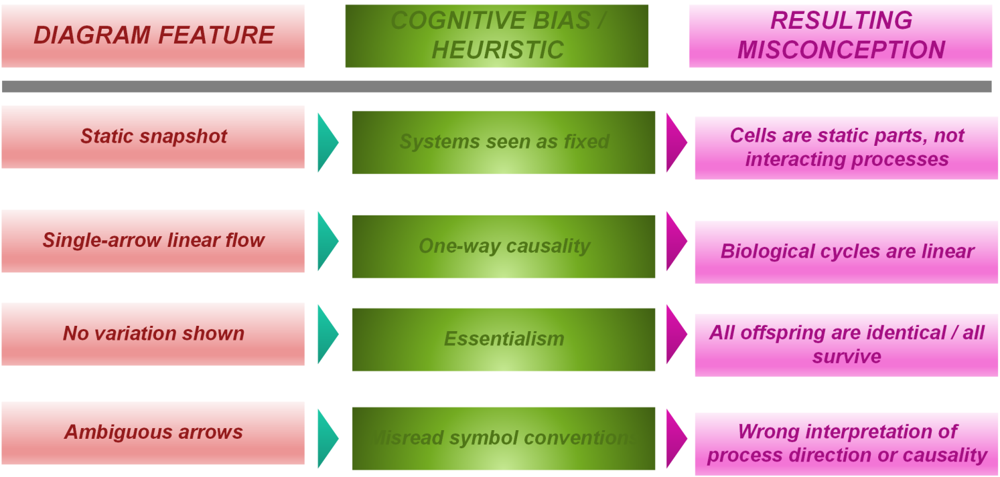 DIAGRAM FEATURE
COGNITIVE BIAS /
HEURISTIC
RESULTING
MISCONCEPTION
Static snapshot
Systems seen as fixed
Cells are static parts, not
interacting processes
Single-arrow linear flow
One-way causality
Biological cycles are linear
No variation shown
Essentialism
All offspring are identical / all
survive
Ambiguous arrows
Misread symbol conventions
Wrong interpretation of
process direction or causality